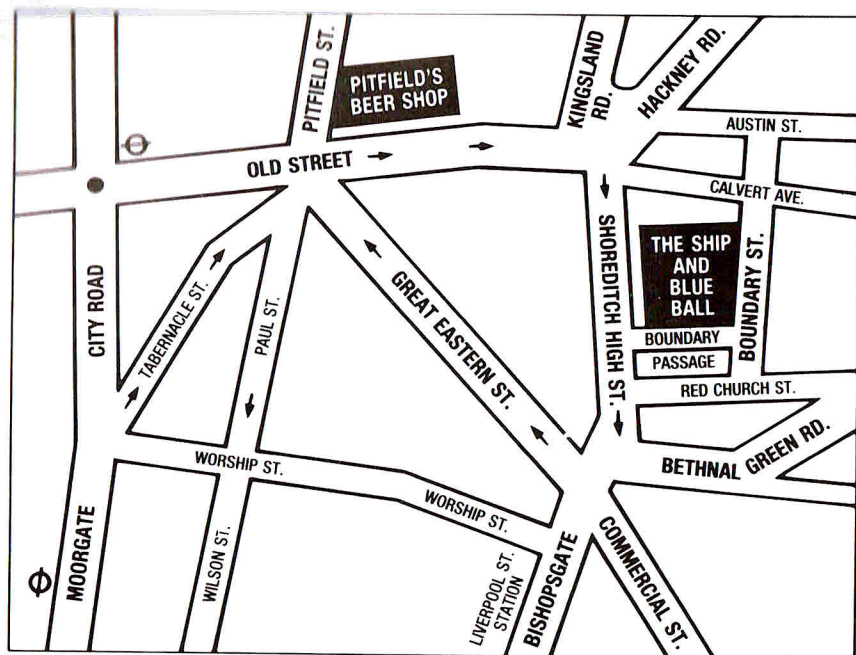 PITFIELD ST.
PITFIELD'S
BEER SHOP
KINGSLAND
RD.
HACKNEY RD.
AUSTIN ST.
OLD STREET
CALVERT AVE.
THE SHIP
AND
BLUE
BALL
BOUNDARY ST.
SHOREDITCH HIGH ST.
CITY ROAD
TABERNACLE ST.
PAUL ST.
GREAT EASTERN ST.
BOUNDARY
PASSAGE
RED CHURCH ST.
BETHNAL GREEN RD.
WORSHIP ST.
WORSHIP ST.
MOORGATE
WILSON ST.
LIVERPOOL ST.
STATION
BISHOPSGATE
COMMERCIAL ST.